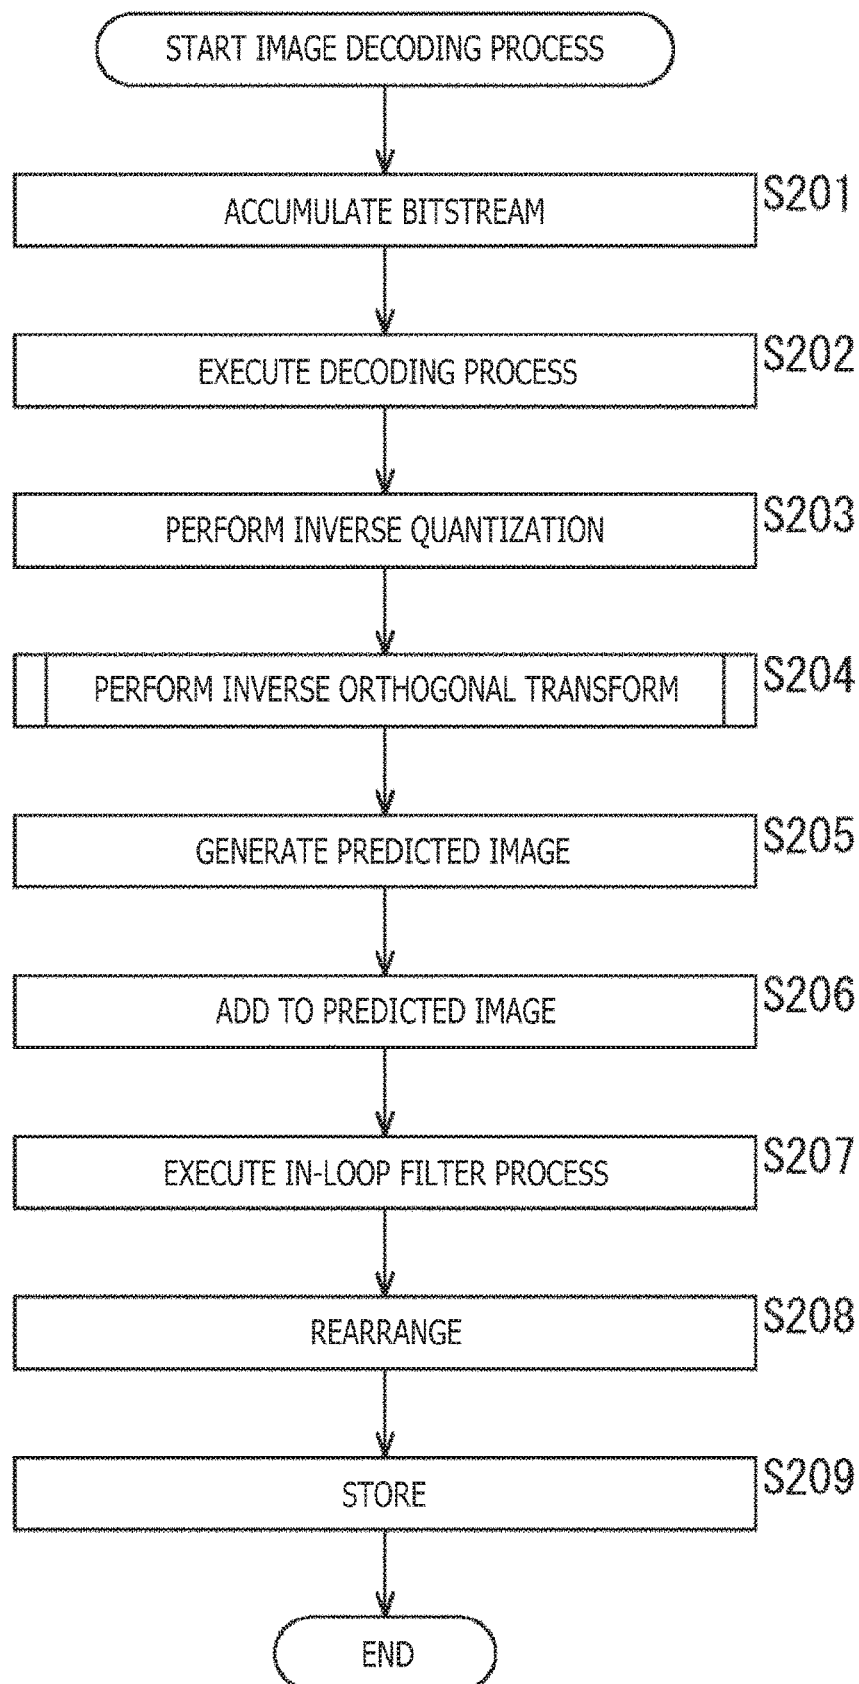 START IMAGE DECODING PROCESS
S201
ACCUMULATE BITSTREAM
S202
EXECUTE DECODING PROCESS
S203
PERFORM INVERSE QUANTIZATION
S204
PERFORM INVERSE ORTHOGONAL TRANSFORM
S205
GENERATE PREDICTED IMAGE
S206
ADD TO PREDICTED IMAGE
S207
EXECUTE IN-LOOP FILTER PROCESS
S208
REARRANGE
S209
STORE
END